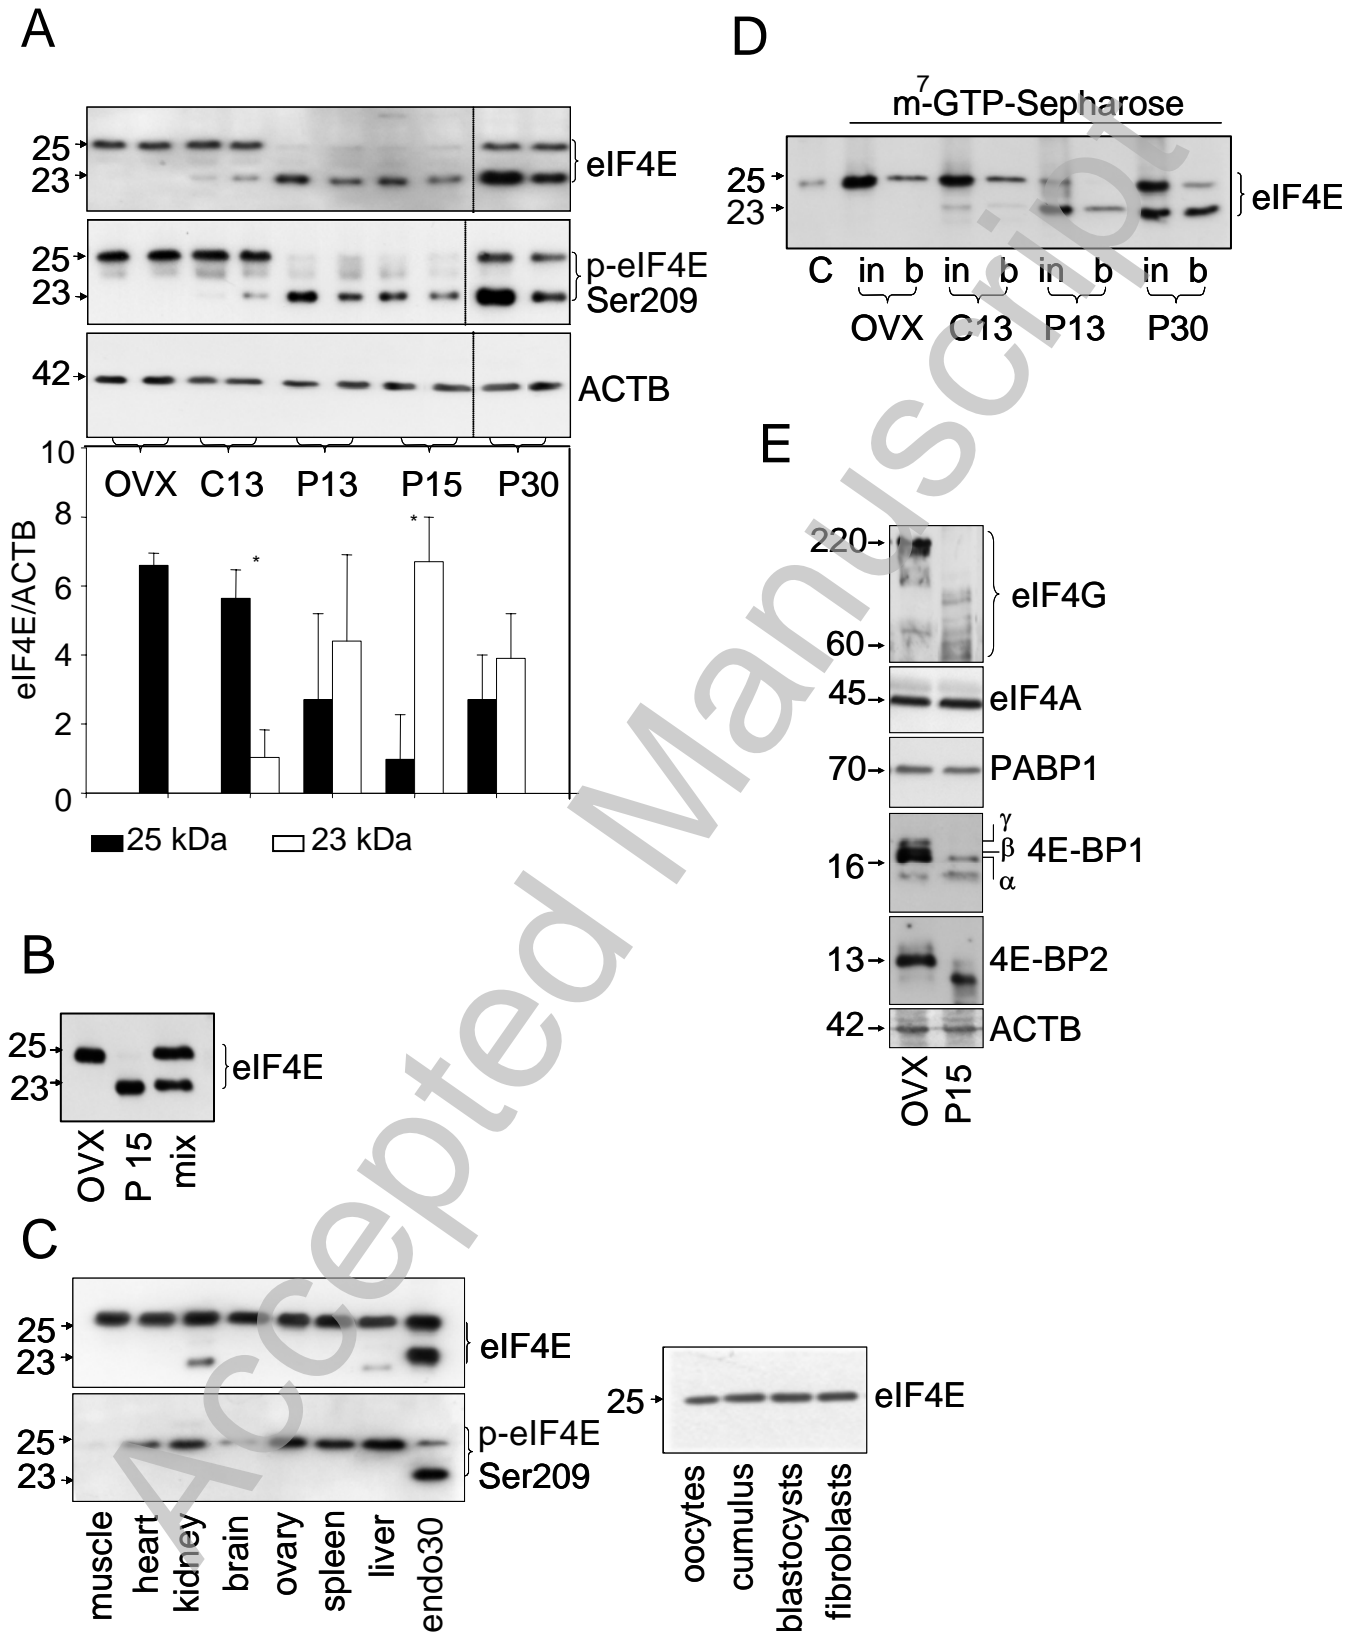 A
25
23
eIF4E
25
23
p-eIF4E
Ser209
42
ACTB
OVX C13 P13 P15 P30
10
8
6
4
2
0
eIF4E/ACTB
*
*
25 kDa 23 kDa
B
25
23
eIF4E
OVX
P 15
mix
C
25
23
eIF4E
25
23
p-eIF4E
Ser209
muscle
heart
kidney
brain
ovary
spleen
liver
endo30
25
eIF4E
oocytes
cumulus
blastocysts
fibroblasts
D
m7-GTP-Sepharose
25
23
eIF4E
C in b in b in b in b
OVX C13 P13 P30
E
220
60
eIF4G
45
eIF4A
70
PABP1
16
γ
β
α
4E-BP1
13
4E-BP2
42
ACTB
OVX
P15
Accepted Manuscript